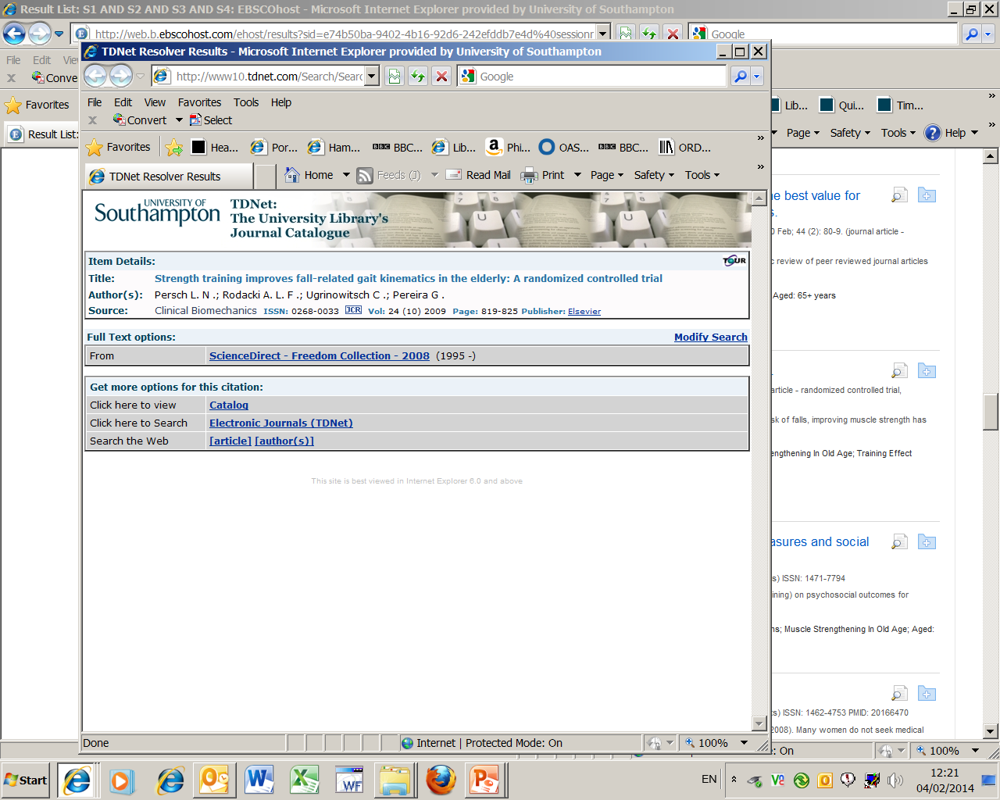 Result List: S1 AND S2 AND S3 AND S4: EBSCOhost - Microsoft Internet Explorer provided by University of Southampton
http://web.b.ebscohost.com/ehost/results?sid=e74b50ba-9402-4b16-92d6-242efddb7e4d%40sessionr
Google
File Edit
Conve
Favorites
Lib... Qui... Tim...
Result List:
Page Safety Tools Help
TDNet Resolver Results - Microsoft Internet Explorer provided by University of Southampton
http://www10.tdnet.com/Search/Searc
Google
File Edit View Favorites Tools Help
x Convert Select
Favorites Hea... Por... Ham... BBC BBC... Lib... Phi... OAS... BBC BBC... ORD...
TDNet Resolver Results Home Feeds (J) Read Mail Print Page Safety Tools
UNIVERSITY OF
Southampton
TDNet:
The University Library's
Journal Catalogue
Item Details: TOUR
Title: Strength training improves fall-related gait kinematics in the elderly: A randomized controlled trial
Author(s): Persch L. N .; Rodacki A. L. F .; Ugrinowitsch C .; Pereira G .
Source: Clinical Biomechanics ISSN: 0268-0033 JCR Vol: 24 (10) 2009 Page: 819-825 Publisher: Elsevier
Full Text options: Modify Search
From ScienceDirect - Freedom Collection - 2008 (1995 -)
Get more options for this citation:
Click here to view Catalog
Click here to Search Electronic Journals (TDNet)
Search the Web [article] [author(s)]
This site is best viewed in Internet Explorer 6.0 and above
Done Internet | Protected Mode: On 100%
best value for
s.
Feb; 44 (2): 80-9. (journal article -
review of peer reviewed journal articles
Aged: 65+ years
article - randomized controlled trial,
sk of falls, improving muscle strength has
engthening In Old Age; Training Effect
asures and social
s) ISSN: 1471-7794
ining) on psychosocial outcomes for
ns; Muscle Strengthening In Old Age; Aged:
ts) ISSN: 1462-4753 PMID: 20166470
2008). Many women do not seek medical
: On 100%
Start
EN
12:21
04/02/2014